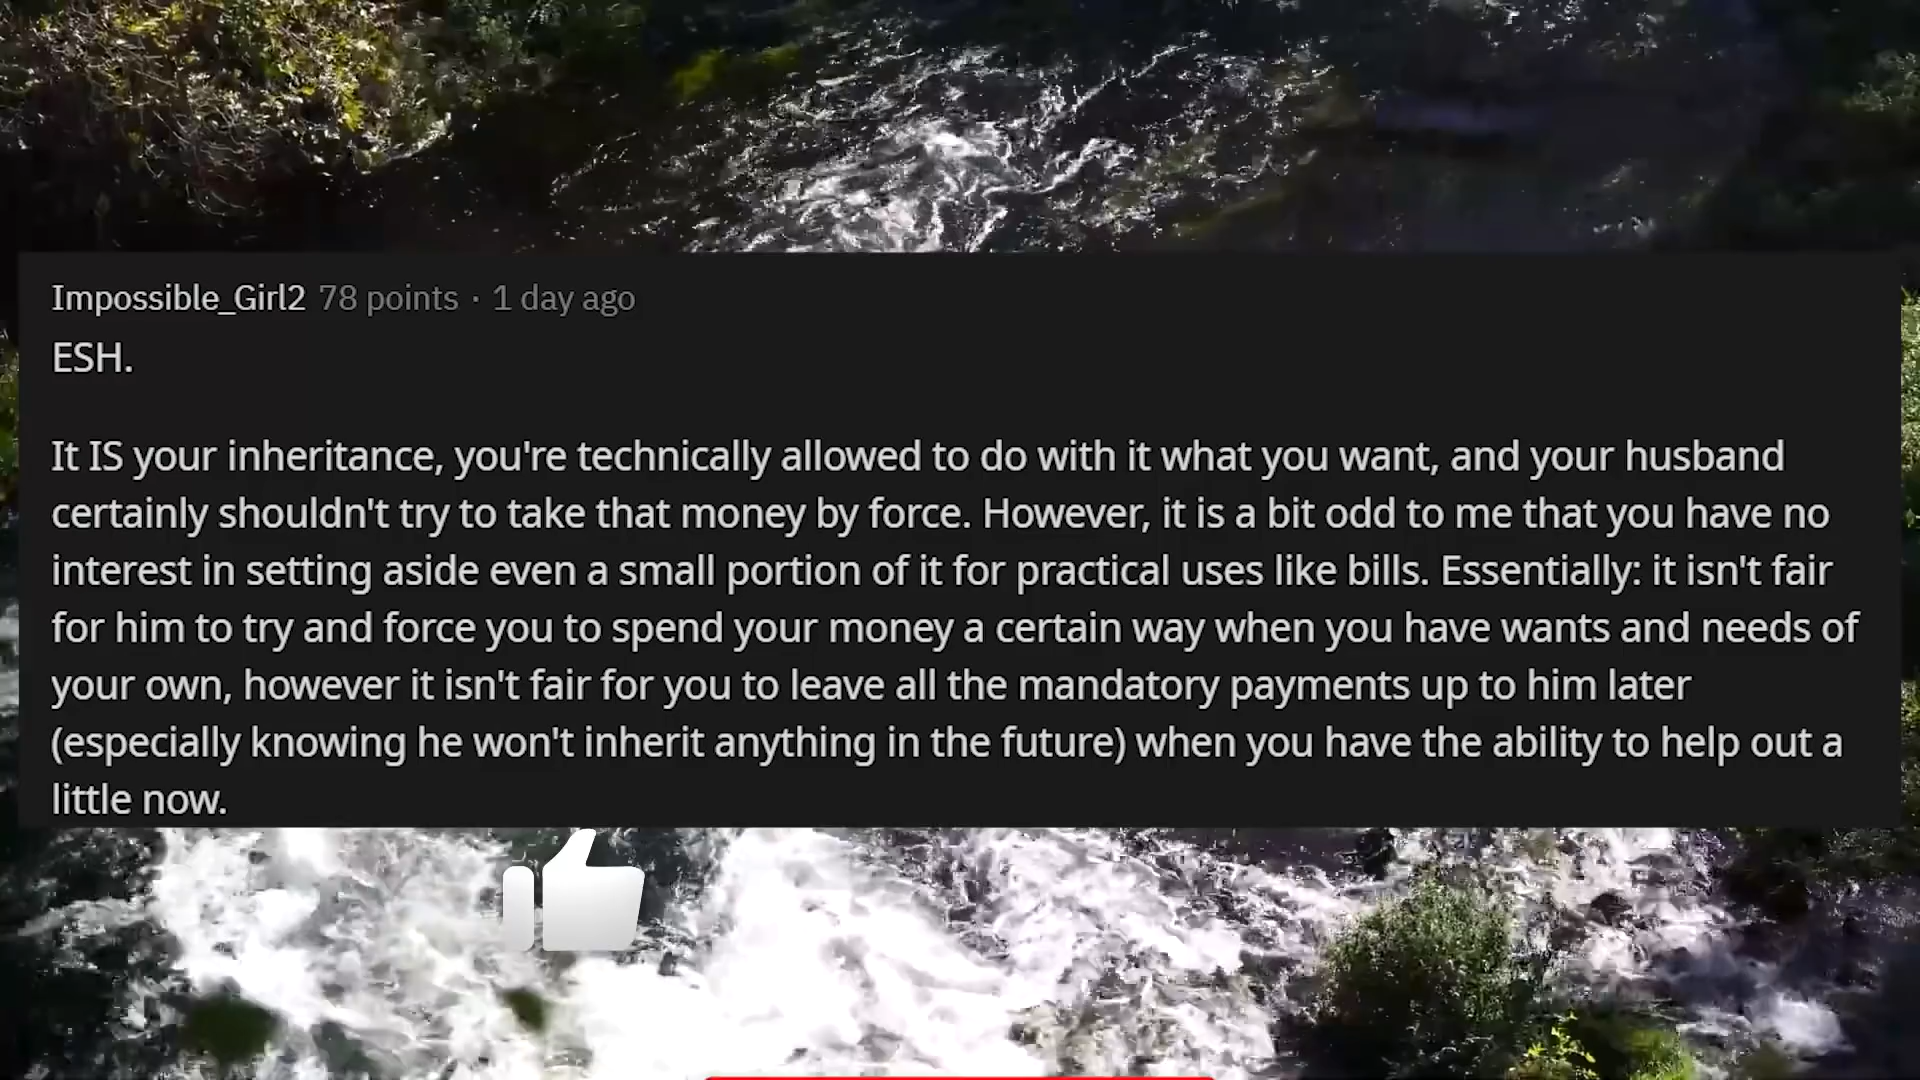 Impossible_Girl2 78 points · 1 day ago
ESH.
It IS your inheritance, you're technically allowed to do with it what you want, and your husband
certainly shouldn't try to take that money by force. However, it is a bit odd to me that you have no
interest in setting aside even a small portion of it for practical uses like bills. Essentially: it isn't fair
for him to try and force you to spend your money a certain way when you have wants and needs of
your own, however it isn't fair for you to leave all the mandatory payments up to him later
(especially knowing he won't inherit anything in the future) when you have the ability to help out a
little now.